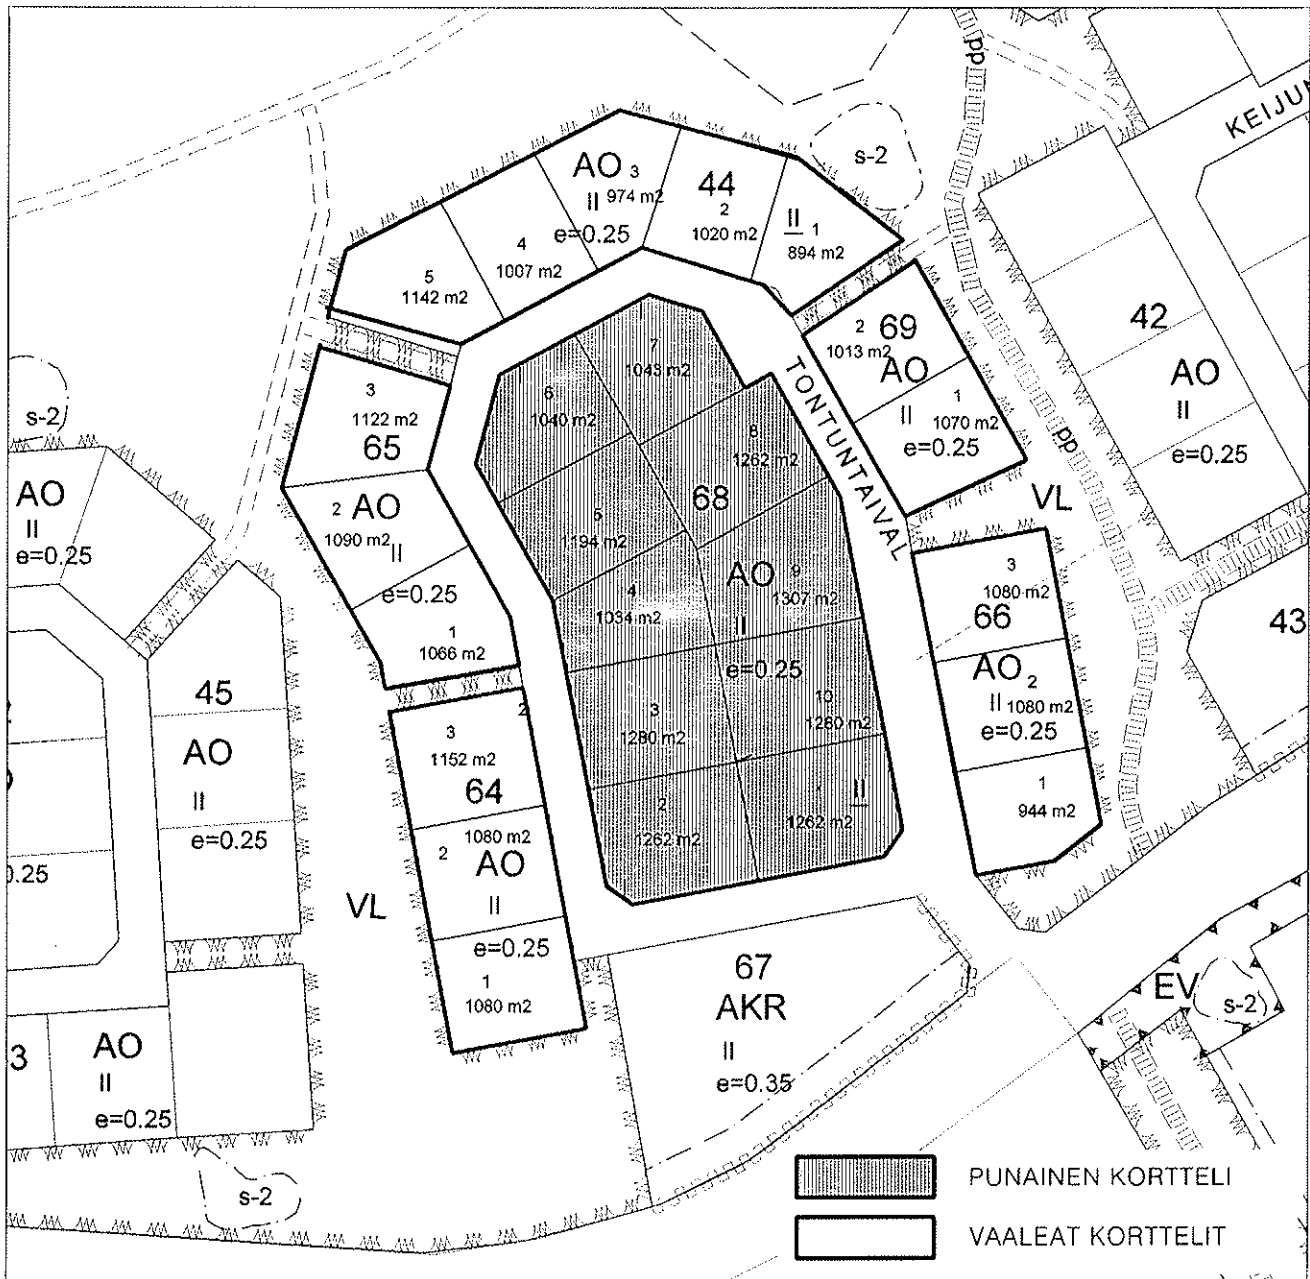 pp
KEIJUN
s-2
AO
3
II 974 m2
e=0.25
44
2
1020 m2
II
1
894 m2
4
1007 m2
5
1142 m2
2
69
1013 m2
AO
1
II
1070 m2
e=0.25
TONTUNTAIVAL
pp
VL
42
AO
II
e=0.25
7
1043 m2
6
1040 m2
8
1262 m2
68
5
1194 m2
4
1034 m2
AO
9
1307 m2
II
e=0.25
3
1280 m2
10
1280 m2
2
1262 m2
II
1262 m2
3
1122 m2
65
2
AO
1090 m2
II
e=0.25
1
1066 m2
s-2
AO
II
e=0.25
45
AO
II
e=0.25
0.25
2
3
1152 m2
64
1080 m2
2
AO
II
e=0.25
1
1080 m2
VL
3
1080 m2
66
AO
2
II 1080 m2
e=0.25
1
944 m2
43
67
AKR
II
e=0.35
EV
s-2
3
AO
II
e=0.25
s-2
PUNAINEN KORTTELI
VAALEAT KORTTELIT